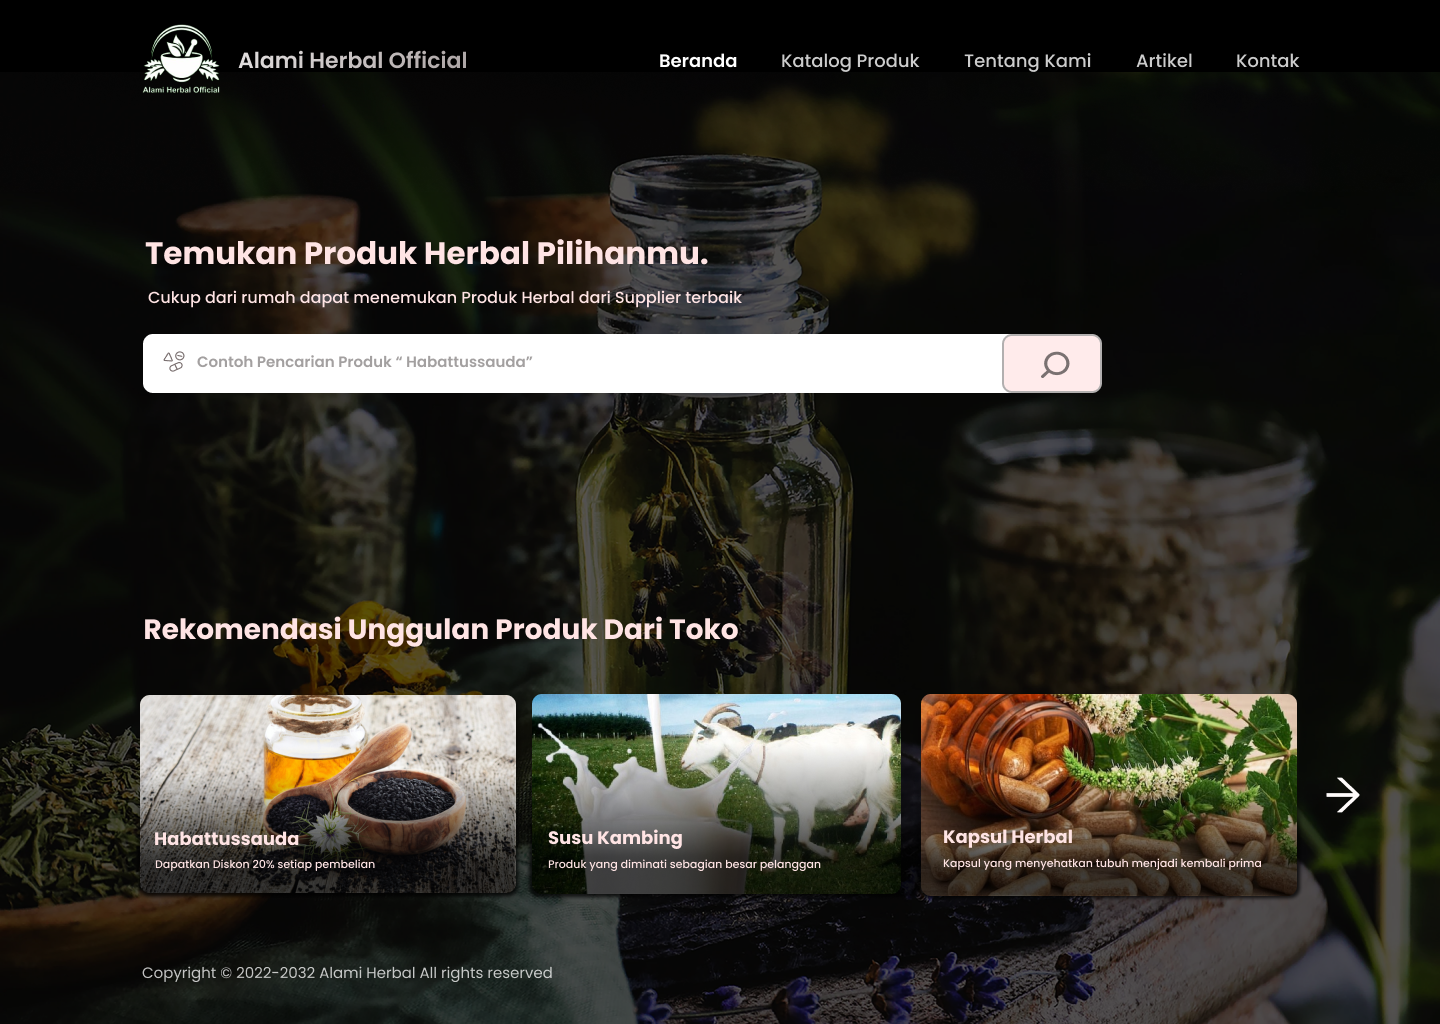 Alami Herbal Official
Alami Herbal Official
Beranda
Katalog Produk
Tentang Kami
Artikel
Kontak
Temukan Produk Herbal Pilihanmu.
Cukup dari rumah dapat menemukan Produk Herbal dari Supplier terbaik
Contoh Pencarian Produk “ Habattussauda”
Rekomendasi Unggulan Produk Dari Toko
Habattussauda
Dapatkan Diskon 20% setiap pembelian
Susu Kambing
Produk yang diminati sebagian besar pelanggan
Kapsul Herbal
Kapsul yang menyehatkan tubuh menjadi kembali prima
Copyright © 2022-2032 Alami Herbal All rights reserved